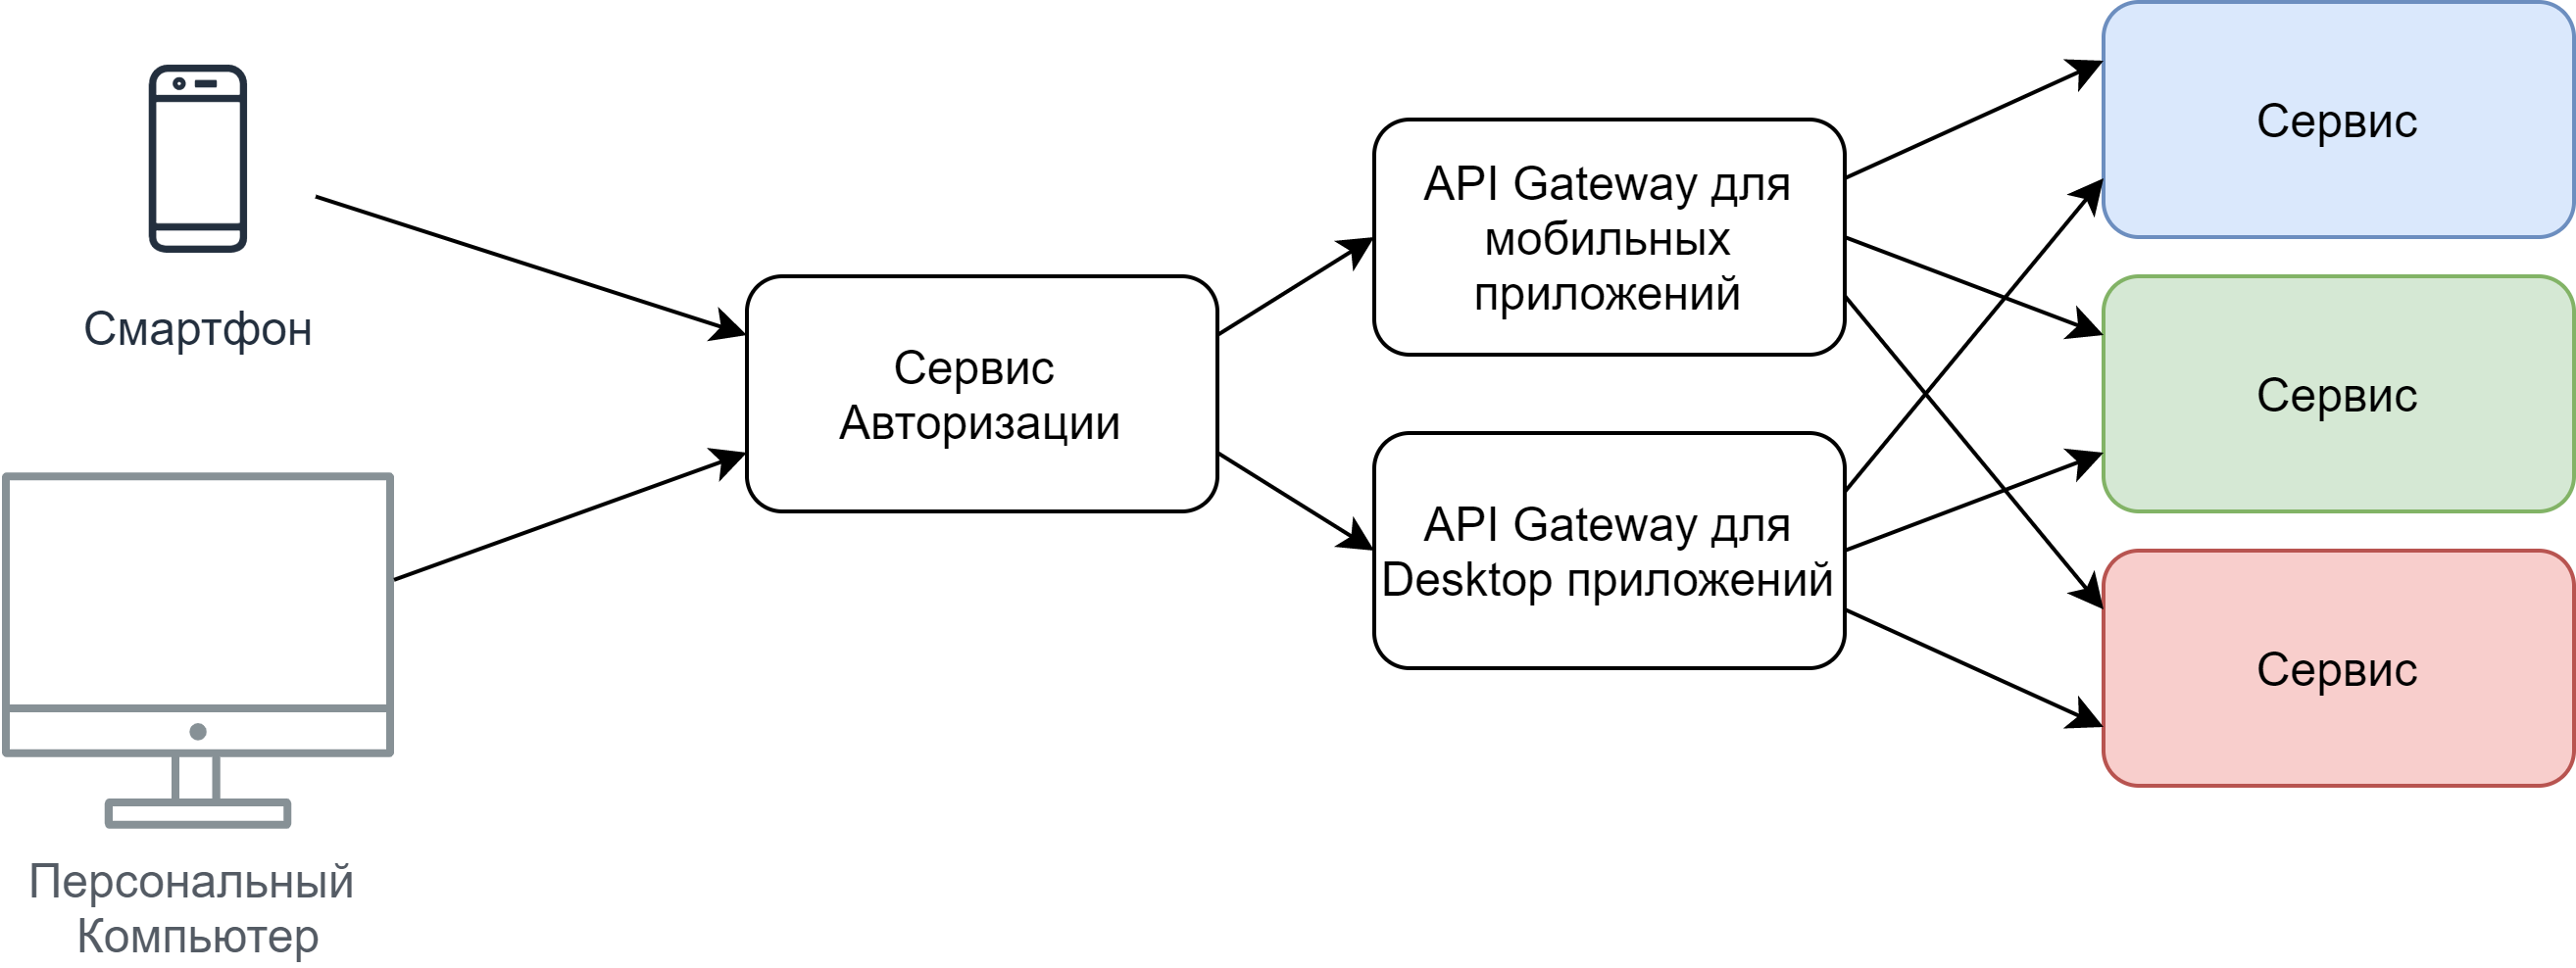 Смартфон
Персональный
Компьютер
Сервис
Авторизации
API Gateway для
мобильных
приложений
API Gateway для
Desktop приложений
Сервис
Сервис
Сервис